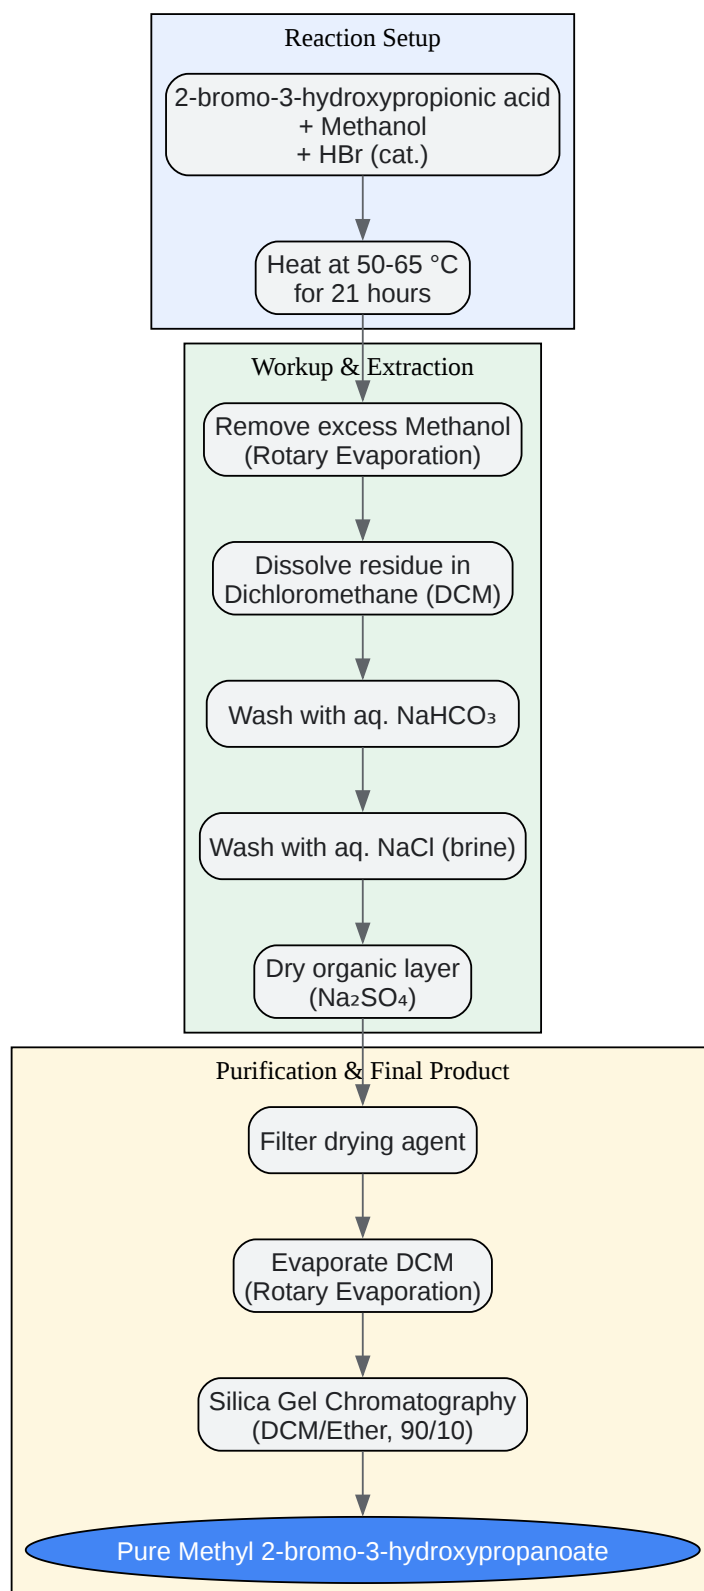 Reaction Setup
2-bromo-3-hydroxypropionic acid
+ Methanol
+ HBr (cat.)
Heat at 50-65 °C
for 21 hours
Workup & Extraction
Remove excess Methanol
(Rotary Evaporation)
Dissolve residue in
Dichloromethane (DCM)
Wash with aq. NaHCO₃
Wash with aq. NaCl (brine)
Dry organic layer
(Na₂SO₄)
Purification & Final Product
Filter drying agent
Evaporate DCM
(Rotary Evaporation)
Silica Gel Chromatography
(DCM/Ether, 90/10)
Pure Methyl 2-bromo-3-hydroxypropanoate